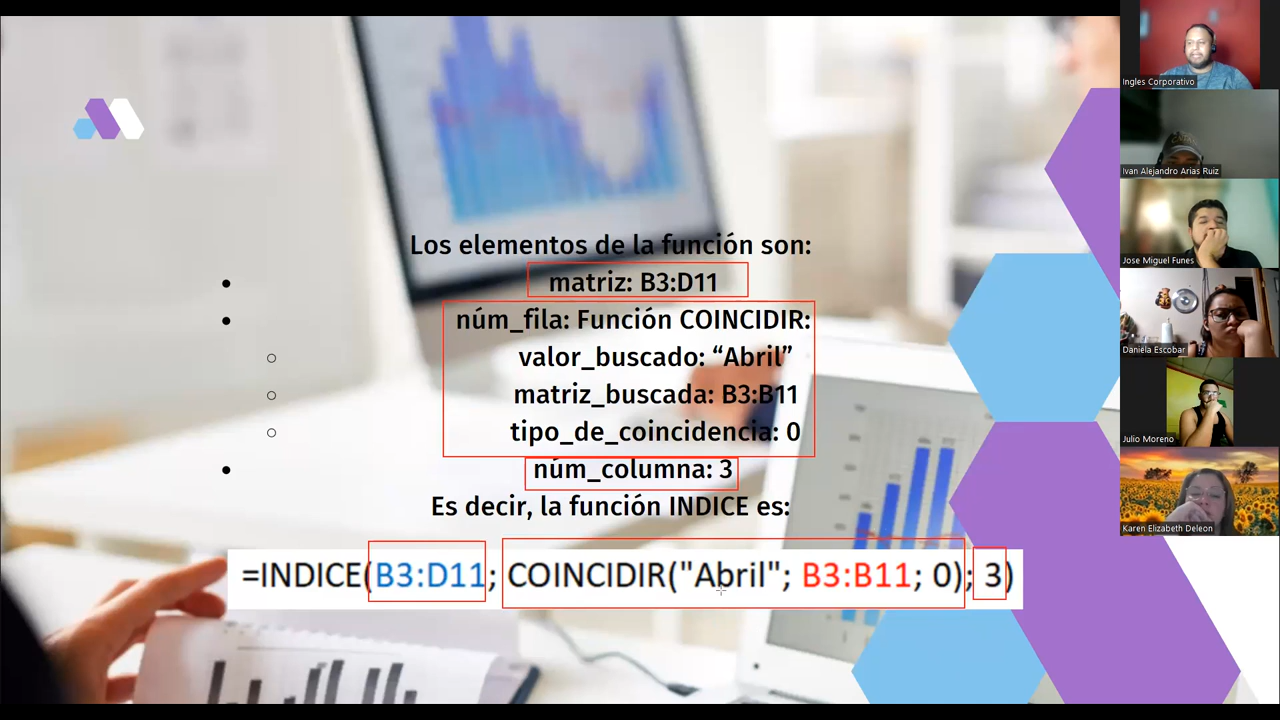 Los elementos de la función son:
matriz: B3:D11
núm_fila: Función COINCIDIR:
valor_buscado: “Abril”
matriz_buscada: B3:B11
tipo_de_coincidencia: 0
núm_columna: 3
Es decir, la función INDICE es:
=INDICE(B3:D11; COINCIDIR("Abril"; B3:B11; 0); 3)
Ingles Corporativo
Ivan Alejandro Arias Ruiz
Jose Miguel Funes
Daniela Escobar
Julio Moreno
Karen Elizabeth Deleon